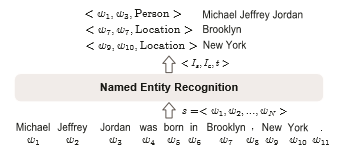 < w₁, w₃, Person > Michael Jeffrey Jordan
< w₇, w₇, Location > Brooklyn
< w₉, w₁₀, Location > New York
< Iₛ, Iₑ, t >
Named Entity Recognition
s =< w₁, w₂, ..., w_N >
Michael Jeffrey Jordan was born in Brooklyn , New York .
w₁ w₂ w₃ w₄ w₅ w₆ w₇ w₈ w₉ w₁₀ w₁₁